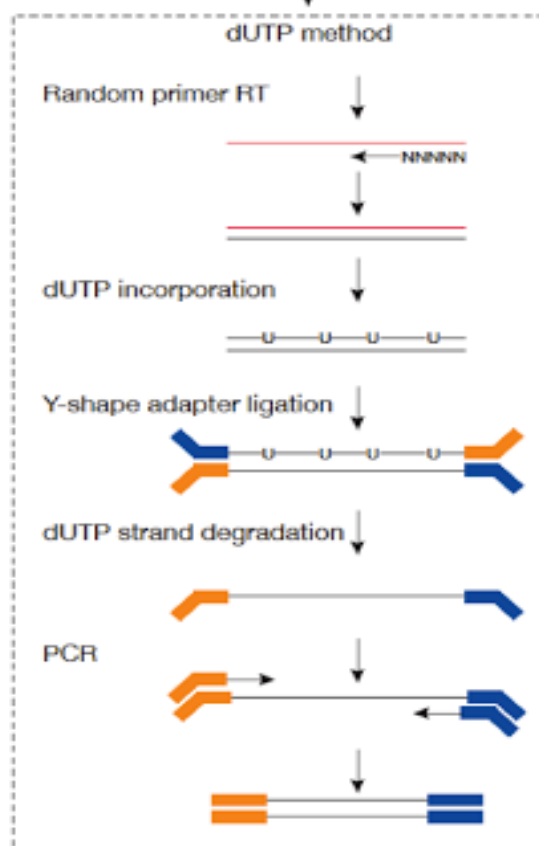 dUTP method
Random primer RT
NNNNN
dUTP incorporation
U U U U
Y-shape adapter ligation
U U U U
dUTP strand degradation
PCR